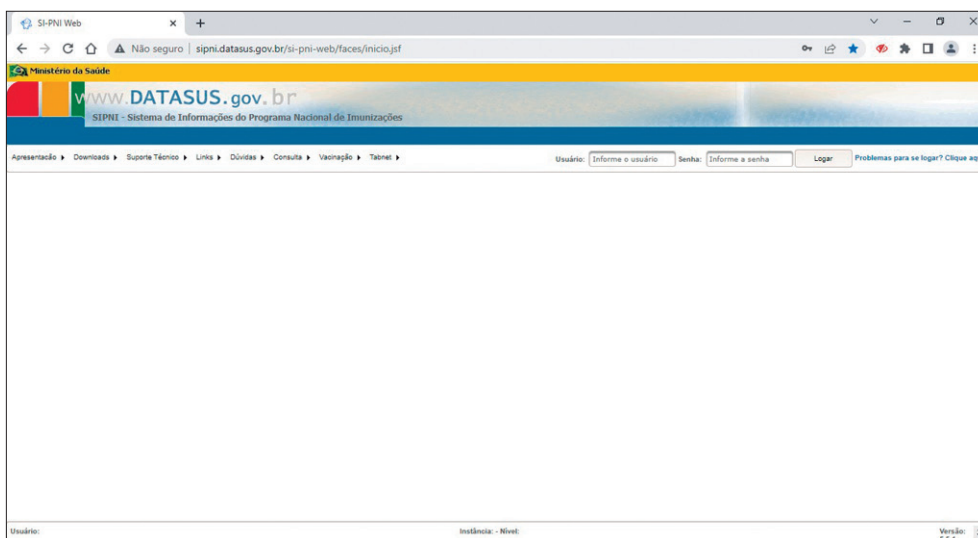 SI-PNI Web
Não seguro | sipni.datasus.gov.br/si-pni-web/faces/inicio.jsf
Ministério da Saúde
www.DATASUS.gov.br
SIPNI - Sistema de Informações do Programa Nacional de Imunizações
Apresentacão Downloads Suporte Técnico Links Dúvidas Consulta Vacinação Tabnet Usuário: Informe o usuário Senha: Informe a senha Logar Problemas para se logar? Clique aq
Usuário: Instância: - Nível: Versão: